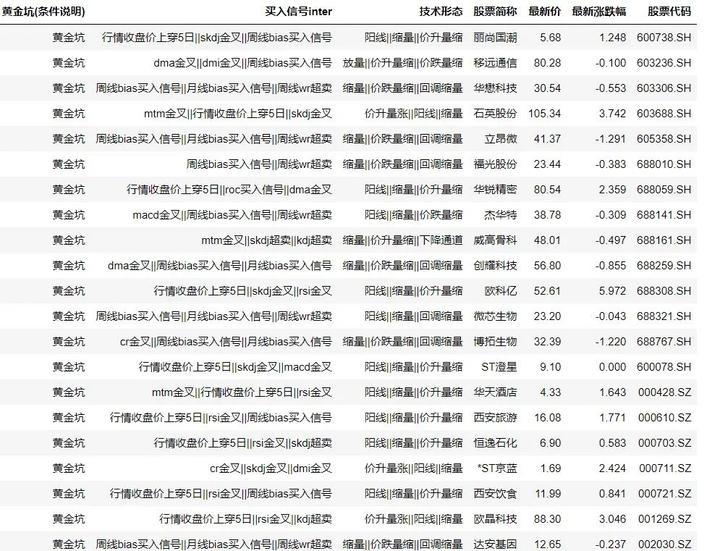 黄金坑(条件说明) 买入信号inter 技术形态 股票简称 最新价 最新涨跌幅 股票代码
黄金坑 行情收盘价上穿5日||skdj金叉||周线bias买入信号 阳线||缩量||价升量缩 丽尚国潮 5.68 1.248 600738.SH
黄金坑 dma金叉||dmi金叉||周线bias买入信号 放量||价升量缩||价跌量缩 移远通信 80.28 -0.100 603236.SH
黄金坑 周线bias买入信号||月线bias买入信号||周线wr超卖 缩量||价跌量缩||回调缩量 华懋科技 30.54 -0.553 603306.SH
黄金坑 mtm金叉||行情收盘价上穿5日||skdj金叉 价升量涨||阳线||缩量 石英股份 105.34 3.742 603688.SH
黄金坑 周线bias买入信号||月线bias买入信号||周线wr超卖 缩量||价跌量缩||回调缩量 立昂微 41.37 -1.291 605358.SH
黄金坑 周线bias买入信号||周线wr超卖 缩量||价跌量缩||回调缩量 福光股份 23.44 -0.383 688010.SH
黄金坑 行情收盘价上穿5日||roc买入信号||dma金叉 阳线||缩量||价升量缩 华锐精密 80.54 2.359 688059.SH
黄金坑 macd金叉||周线bias买入信号||周线wr超卖 阳线||缩量||价跌量缩 杰华特 38.78 -0.309 688141.SH
黄金坑 mtm金叉||skdj超卖||kdj超卖 缩量||价升量缩||下降通道 威高骨科 48.01 -0.497 688161.SH
黄金坑 dma金叉||周线bias买入信号||月线bias买入信号 缩量||价跌量缩||回调缩量 创耀科技 56.80 -0.855 688259.SH
黄金坑 行情收盘价上穿5日||skdj金叉||rsi金叉 阳线||缩量||价升量缩 欧科亿 52.61 5.972 688308.SH
黄金坑 周线bias买入信号||月线bias买入信号||周线wr超卖 阳线||缩量||回调缩量 微芯生物 23.20 -0.043 688321.SH
黄金坑 cr金叉||周线bias买入信号||周线wr超卖 缩量||价跌量缩||回调缩量 博拓生物 32.39 -1.220 688767.SH
黄金坑 行情收盘价上穿5日||skdj金叉||macd金叉 阳线||缩量||价升量缩 ST澄星 9.10 0.000 600078.SH
黄金坑 mtm金叉||行情收盘价上穿5日||rsi金叉 阳线||缩量||价升量缩 华天酒店 4.33 1.643 000428.SZ
黄金坑 行情收盘价上穿5日||rsi金叉||周线bias买入信号 阳线||缩量||价升量缩 西安旅游 16.08 1.771 000610.SZ
黄金坑 行情收盘价上穿5日||rsi金叉||skdj超卖 阳线||缩量||价升量缩 恒逸石化 6.90 0.583 000703.SZ
黄金坑 cr金叉||skdj金叉||dmi金叉 价升量涨||阳线||缩量 *ST京蓝 1.69 2.424 000711.SZ
黄金坑 行情收盘价上穿5日||rsi金叉||周线bias买入信号 阳线||缩量||价升量缩 西安饮食 11.99 0.841 000721.SZ
黄金坑 行情收盘价上穿5日||rsi金叉||kdj金叉 价升量涨||阳线||缩量 欧晶科技 88.30 3.046 001269.SZ
黄金坑 周线bias买入信号||月线bias买入信号||周线wr超卖 缩量||价跌量缩||回调缩量 达安基因 12.65 -0.237 002030.SZ